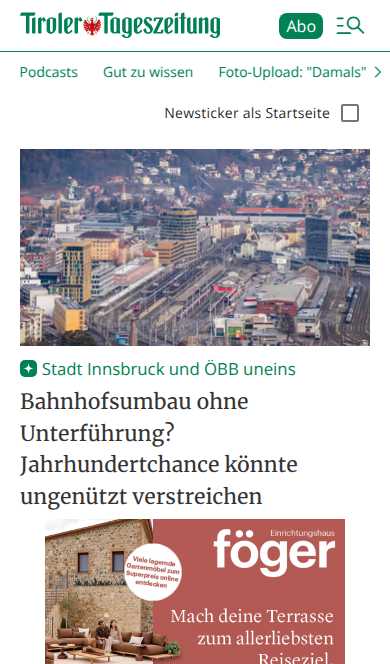 Tiroler Tageszeitung
Abo
Podcasts Gut zu wissen Foto-Upload: "Damals"
Newsticker als Startseite
Stadt Innsbruck und ÖBB uneins
Bahnhofsumbau ohne
Unterführung?
Jahrhundertchance könnte
ungenützt verstreichen
Einrichtungshaus
föger
Viele lagernde
Gartenmöbel zum
Superpreis online
entdecken
Mach deine Terrasse
zum allerliebsten
Reiseziel.